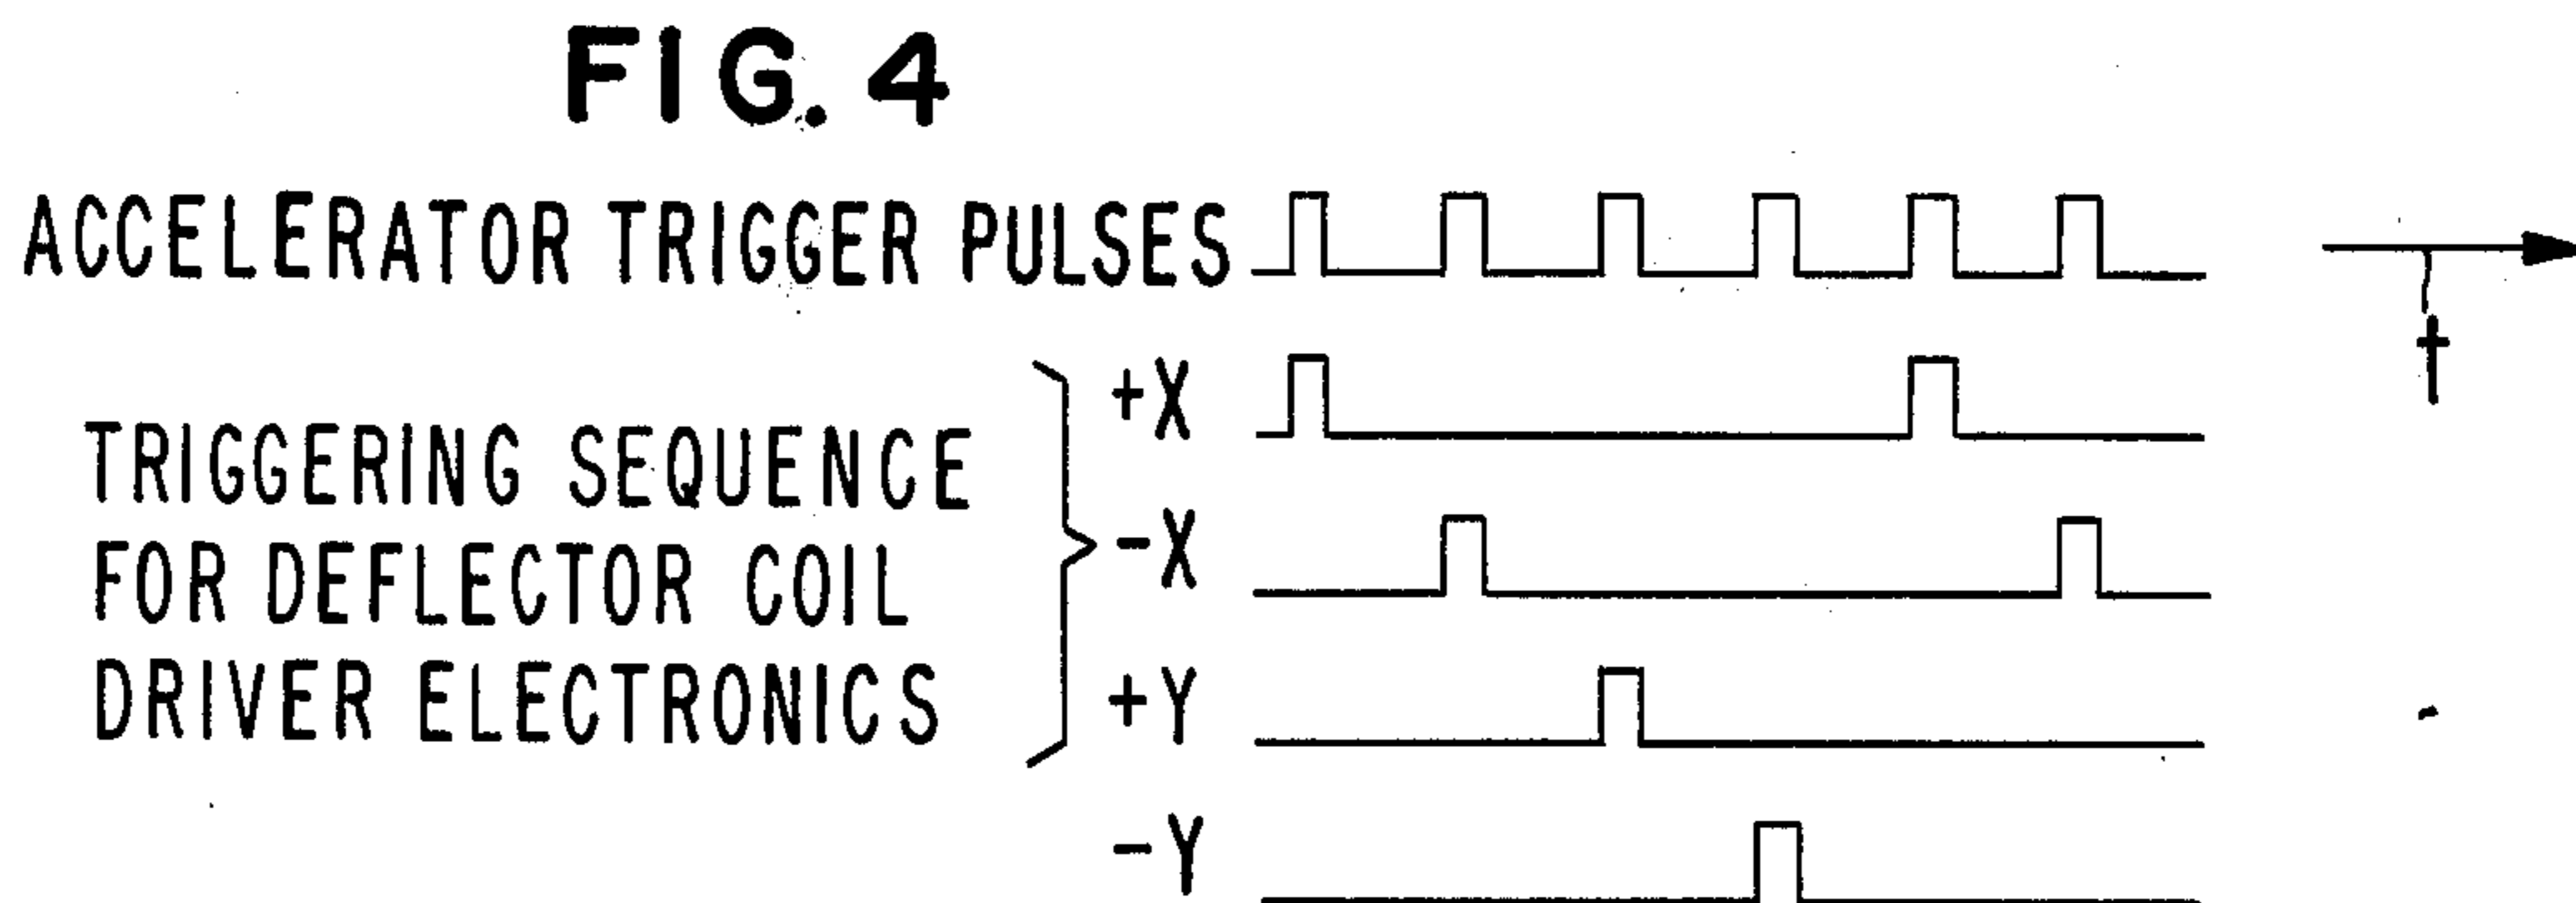 FIG. 4
ACCELERATOR TRIGGER PULSES
t
+X
TRIGGERING SEQUENCE
FOR DEFLECTOR COIL
DRIVER ELECTRONICS
-X
+Y
-Y